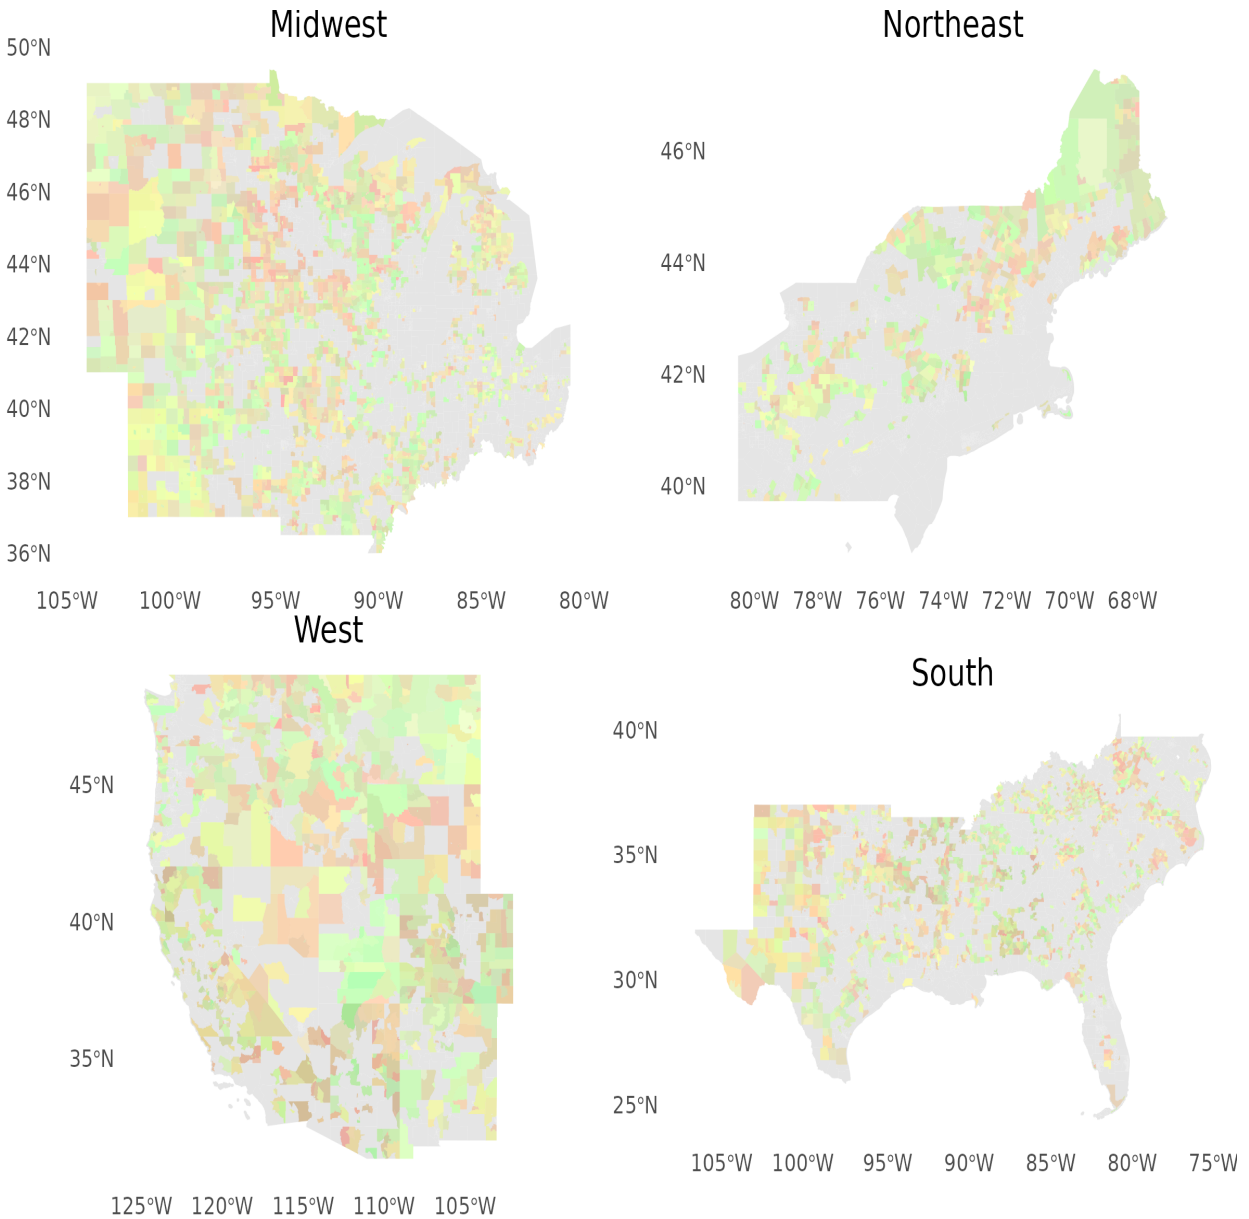 Midwest
50°N
48°N
46°N
44°N
42°N
40°N
38°N
36°N
105°W 100°W 95°W 90°W 85°W 80°W
Northeast
46°N
44°N
42°N
40°N
80°W 78°W 76°W 74°W 72°W 70°W 68°W
West
45°N
40°N
35°N
125°W 120°W 115°W 110°W 105°W
South
40°N
35°N
30°N
25°N
105°W 100°W 95°W 90°W 85°W 80°W 75°W